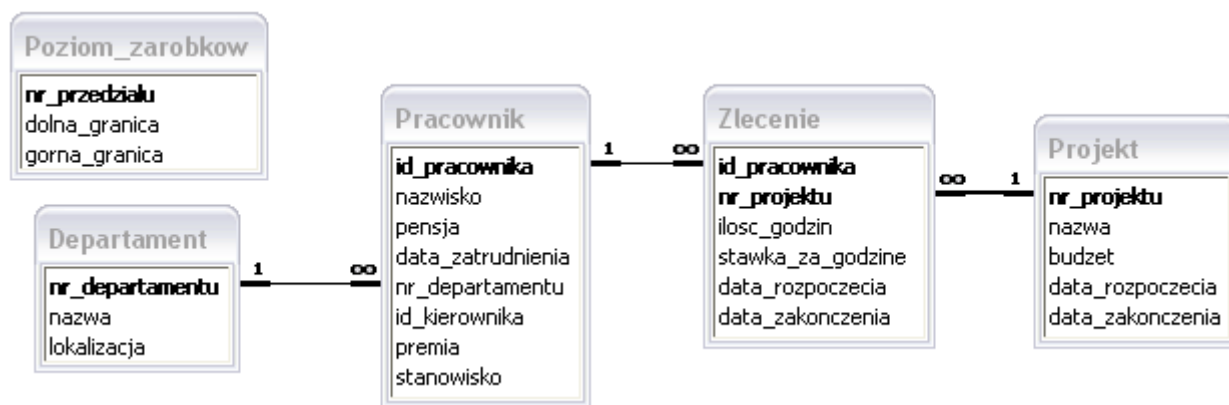 Poziom_zarobkow
nr_przedziału
dolna_granica
gorna_granica
Departament
nr_departamentu
nazwa
lokalizacja
1
∞
Pracownik
id_pracownika
nazwisko
pensja
data_zatrudnienia
nr_departamentu
id_kierownika
premia
stanowisko
1
∞
Zlecenie
id_pracownika
nr_projektu
ilosc_godzin
stawka_za_godzine
data_rozpoczecia
data_zakonczenia
∞
1
Projekt
nr_projektu
nazwa
budzet
data_rozpoczecia
data_zakonczenia